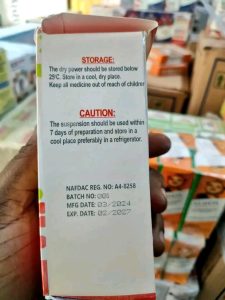 STORAGE:
The dry power should be stored below
25°C. Store in a cool, dry place.
Keep all medicine out of reach of children
CAUTION:
The suspension should be used within
7 days of preparation and store in a
cool place preferably in a refrigerator.
NAFDAC REG. NO: A4-8258
BATCH NO: 005
MFG DATE: 03/2024
EXP. DATE: 02/2027